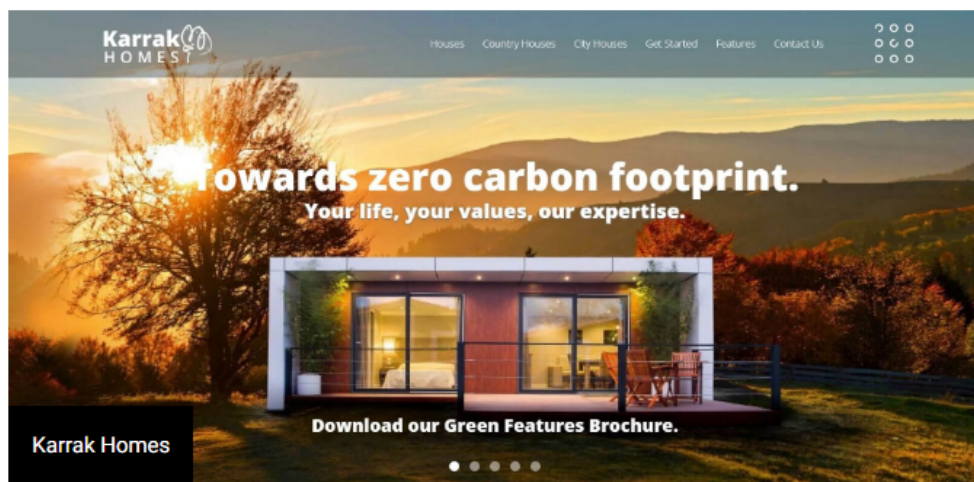 Karrak
HOMES
Houses Country Houses City Houses Get Started Features Contact Us
Towards zero carbon footprint.
Your life, your values, our expertise.
Download our Green Features Brochure.
Karrak Homes